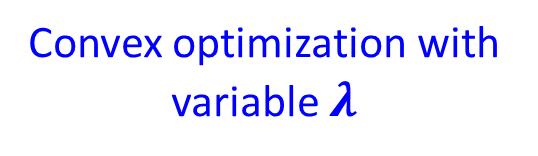 Convex optimization with
variable λ